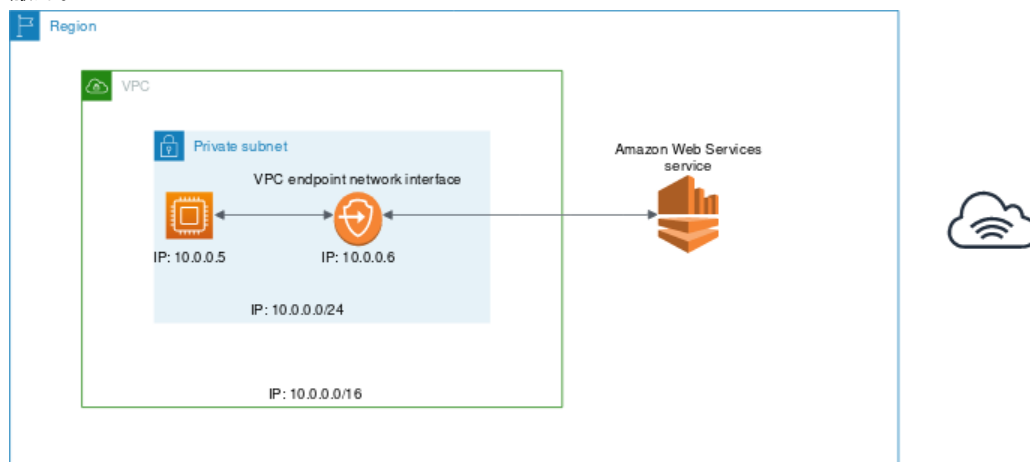 Region
VPC
Private subnet
Amazon Web Services
service
VPC endpoint network interface
IP: 10.0.0.5
IP: 10.0.0.6
IP: 10.0.0.0/24
IP: 10.0.0.0/16